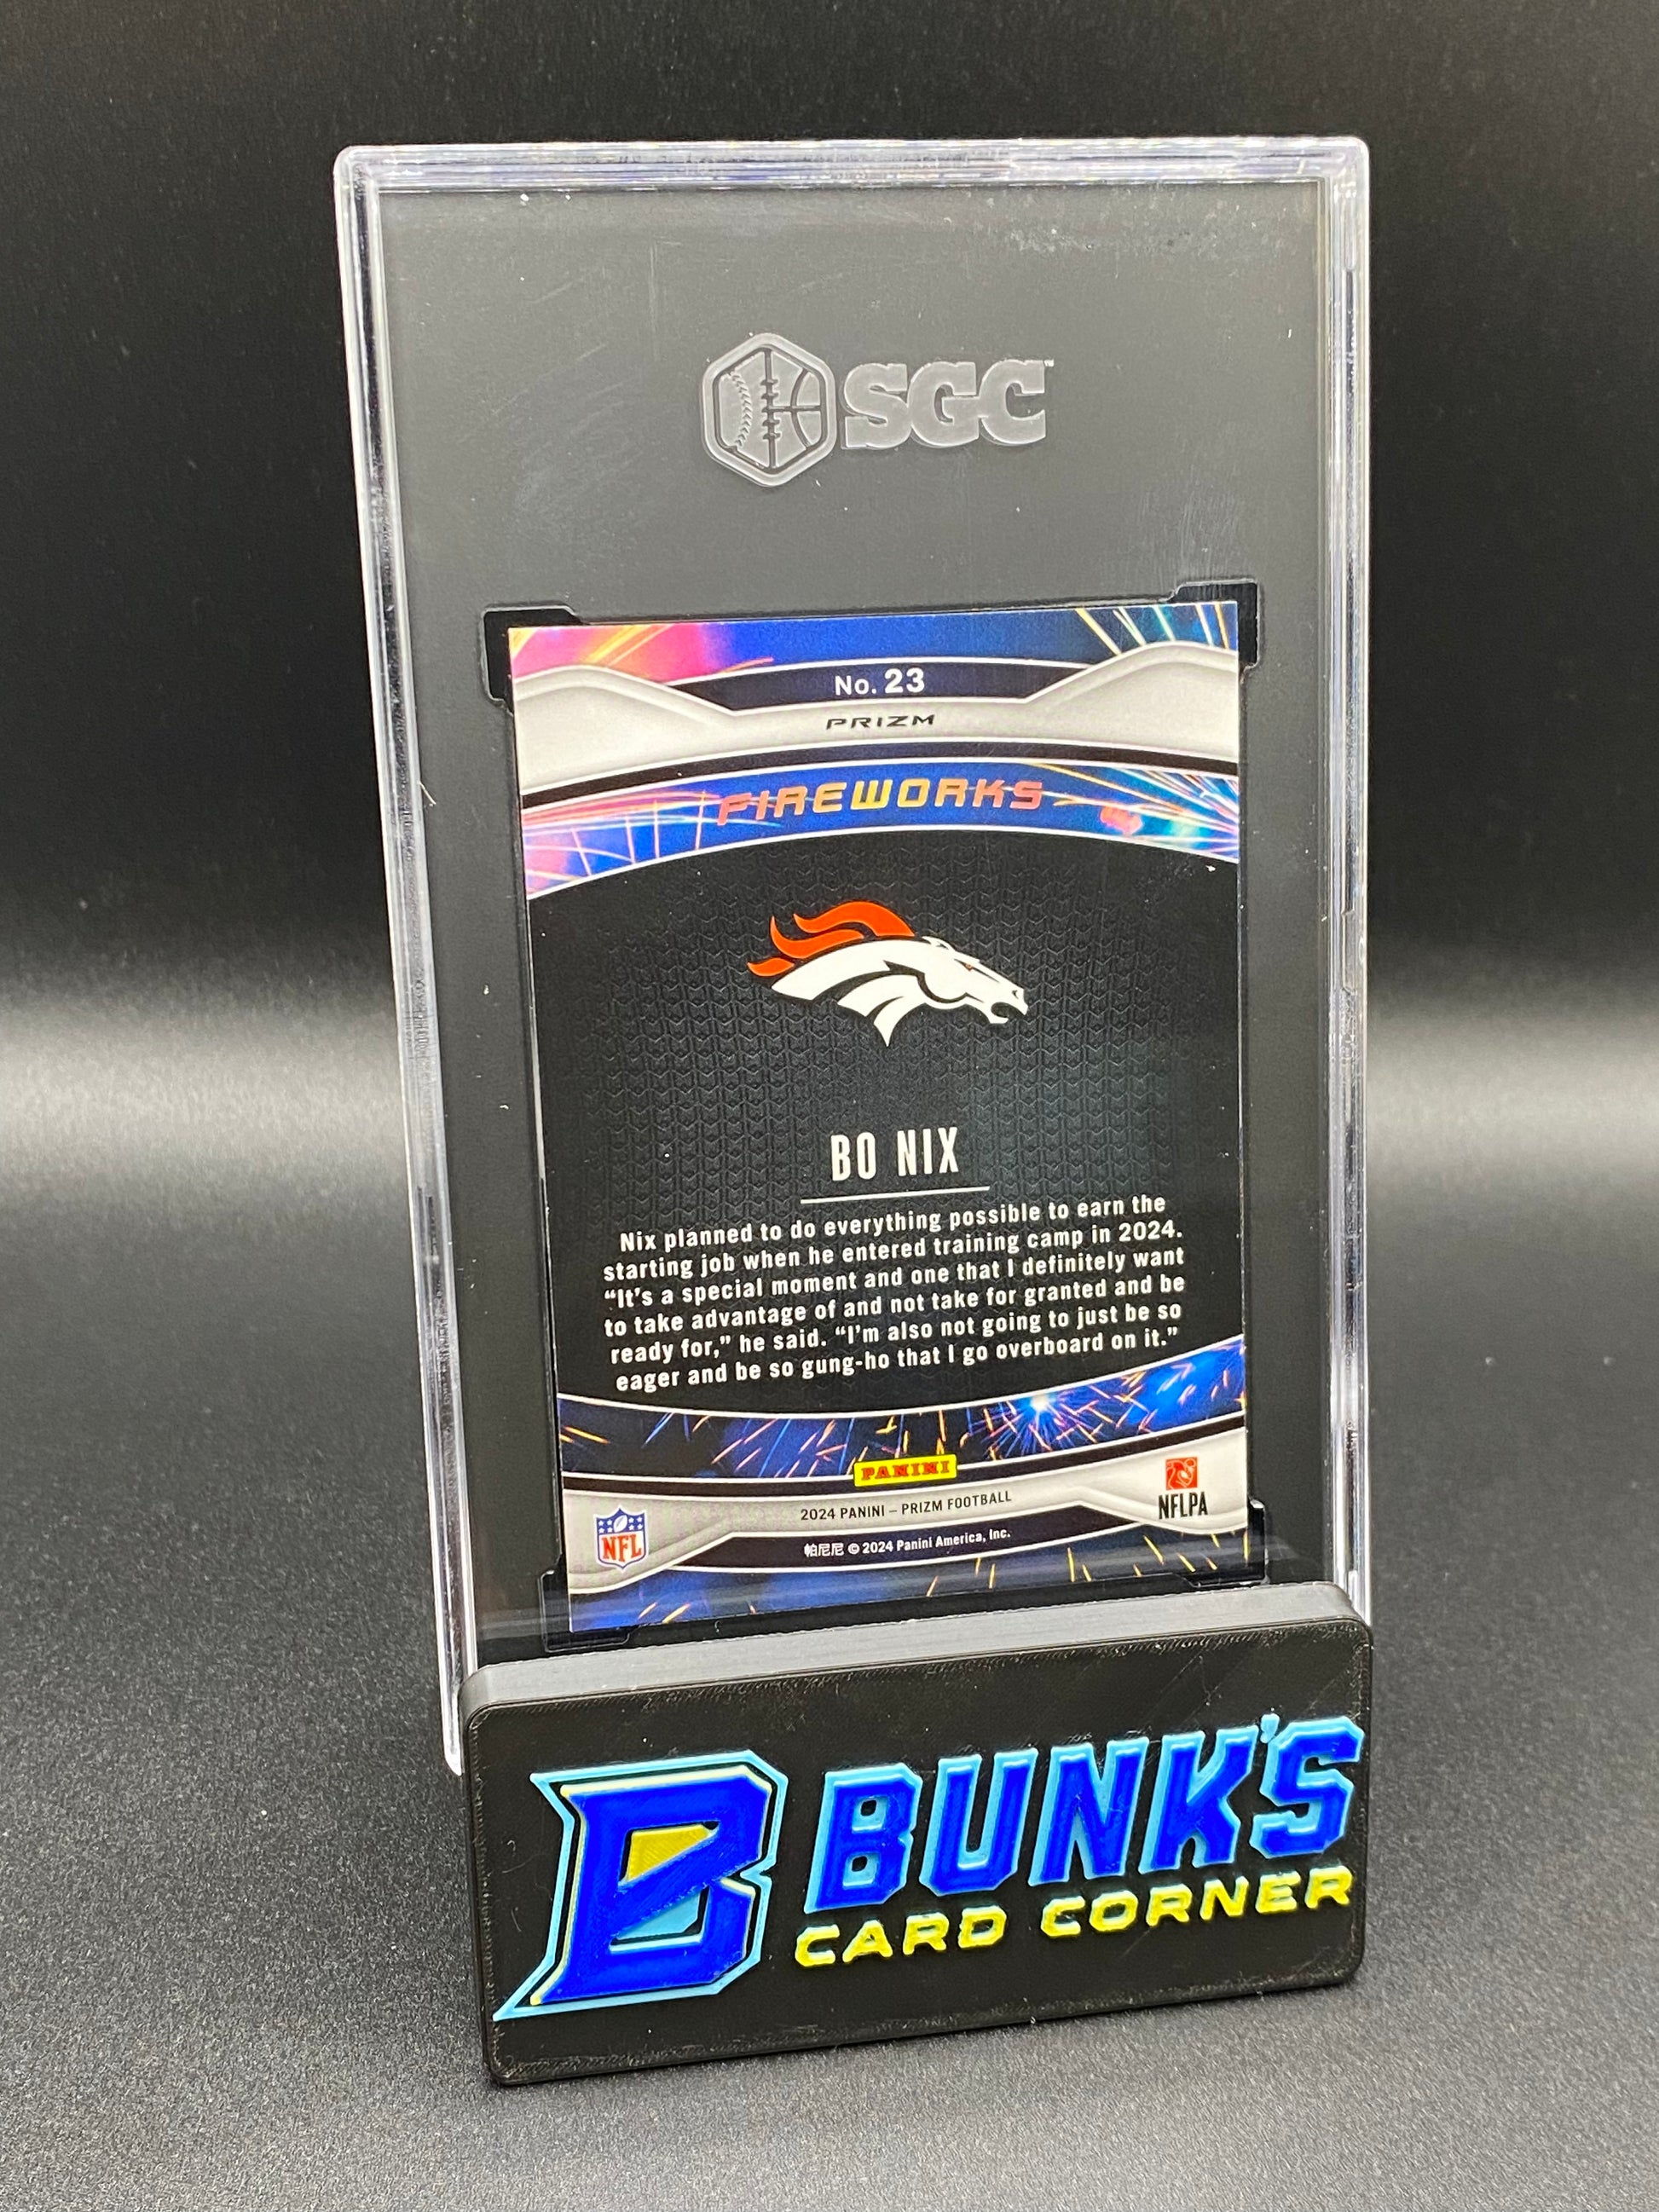 SGC™
No. 23
PRIZM
FIREWORKS
BO NIX
Nix planned to do everything possible to earn the
starting job when he entered training camp in 2024.
“It’s a special moment and one that I definitely want
to take advantage of and not take for granted and be
ready for,” he said. “I’m also not going to just be so
eager and be so gung-ho that I go overboard on it.”
PANINI
2024 PANINI – PRIZM FOOTBALL
NFL
NFLPA
帕尼尼 © 2024 Panini America, Inc.
B BUNK'S
CARD CORNER